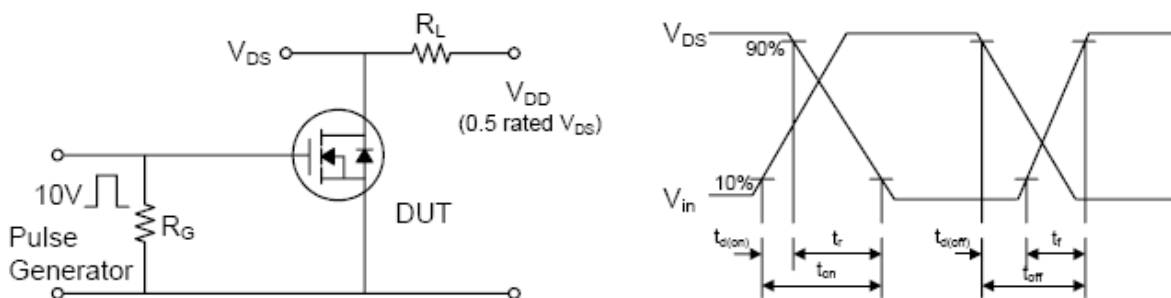 R_L
V_DS
V_DD
(0.5 rated V_DS)
10V
R_G
DUT
Pulse
Generator
V_DS
90%
10%
V_in
t_d(on)
t_r
t_d(off)
t_f
t_on
t_off